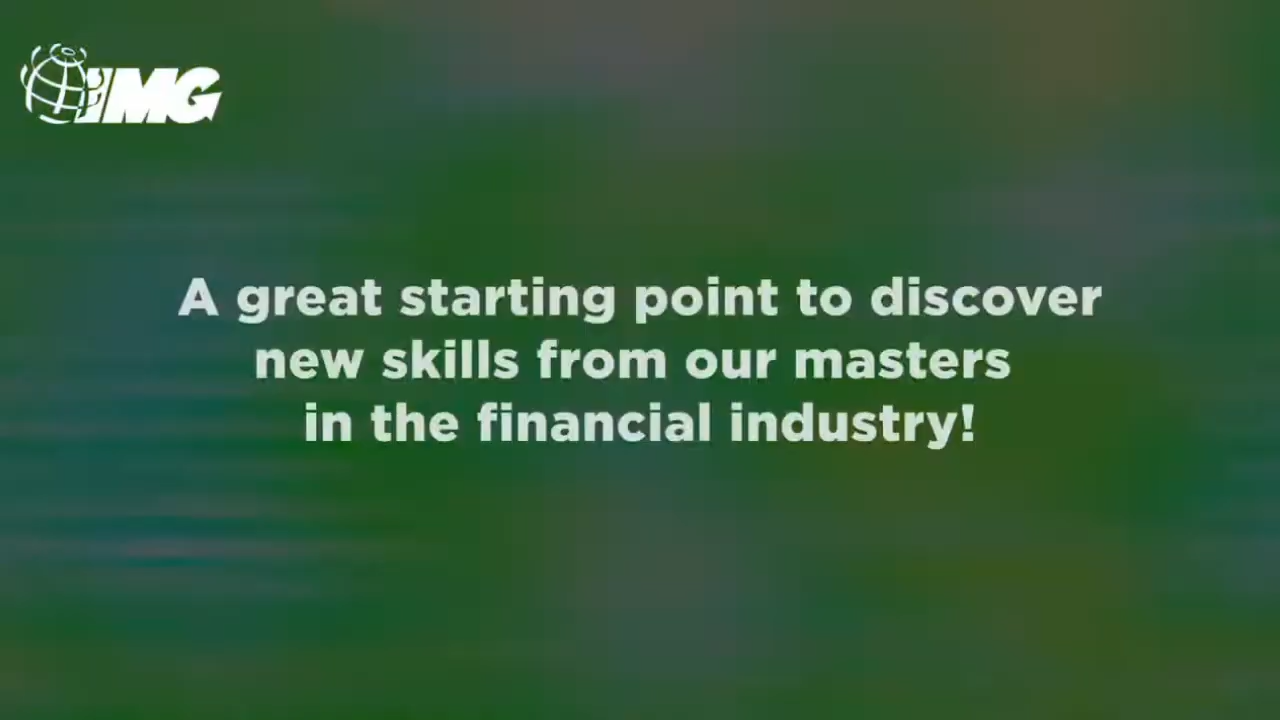 IMG
A great starting point to discover
new skills from our masters
in the financial industry!